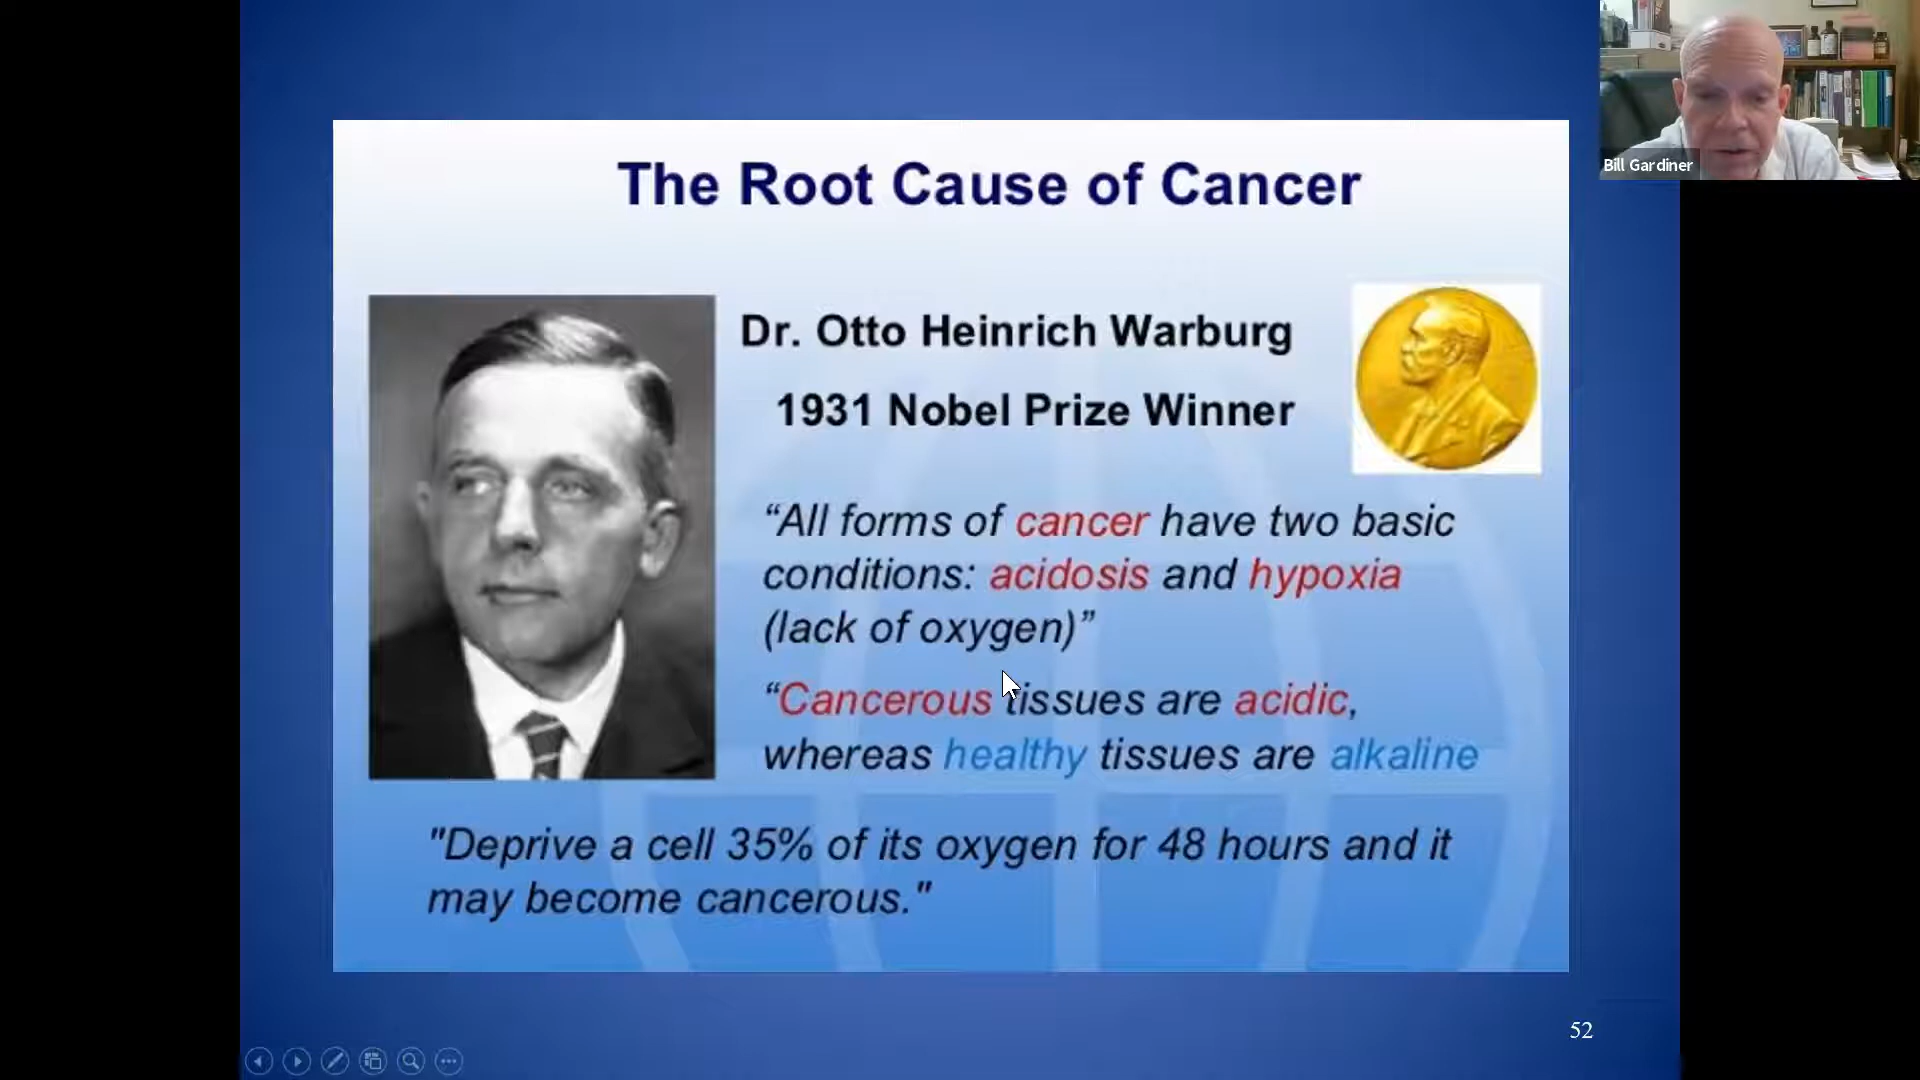 The Root Cause of Cancer
Bill Gardiner
Dr. Otto Heinrich Warburg
1931 Nobel Prize Winner
“All forms of cancer have two basic
conditions: acidosis and hypoxia
(lack of oxygen)”
“Cancerous tissues are acidic,
whereas healthy tissues are alkaline
"Deprive a cell 35% of its oxygen for 48 hours and it
may become cancerous."
52